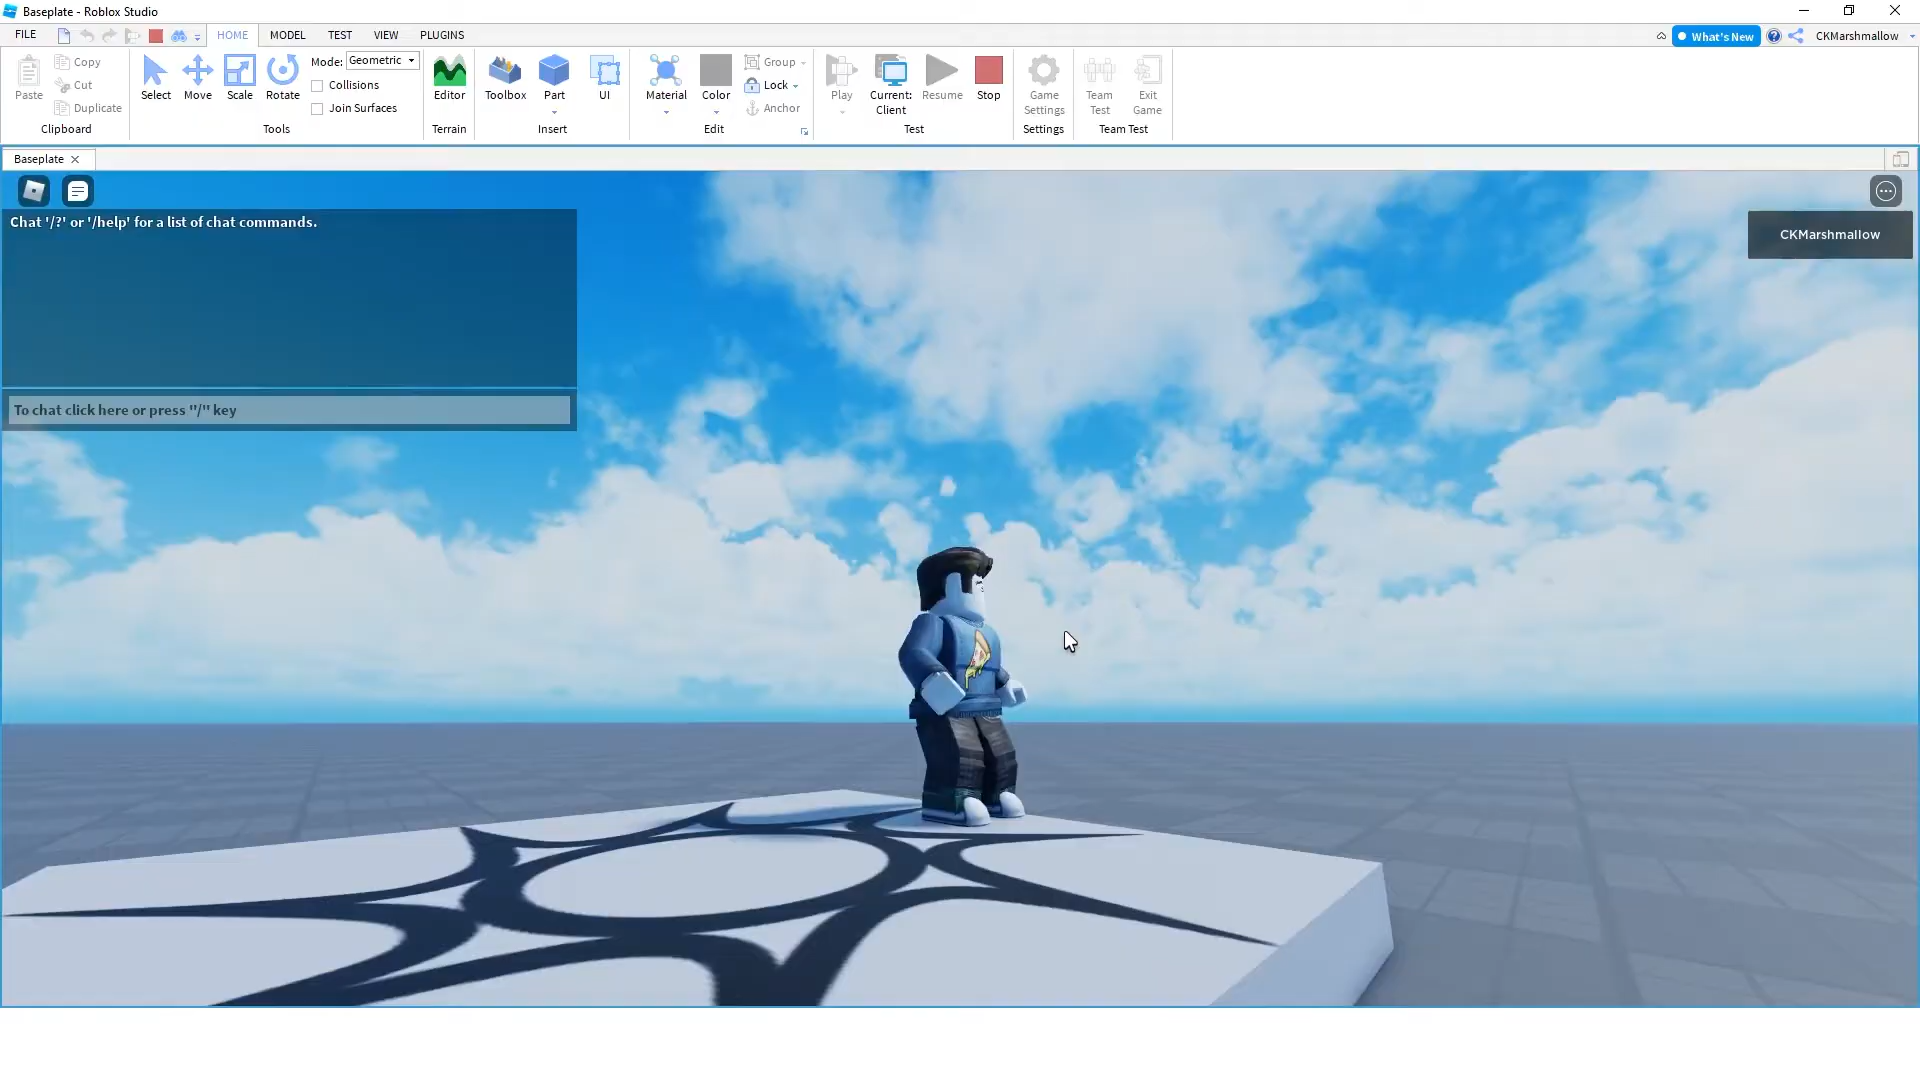 Baseplate - Roblox Studio
FILE HOME MODEL TEST VIEW PLUGINS What's New CKMarshmallow
Paste
Copy
Cut
Duplicate
Clipboard
Select
Move
Scale
Rotate
Mode: Geometric
Collisions
Join Surfaces
Tools
Editor
Terrain
Toolbox
Part
UI
Insert
Material
Color
Group
Lock
Anchor
Edit
Play
Current:
Client
Resume
Stop
Test
Game
Settings
Settings
Team
Test
Exit
Game
Team Test
Baseplate
Chat '/?' or '/help' for a list of chat commands.
CKMarshmallow
To chat click here or press "/" key